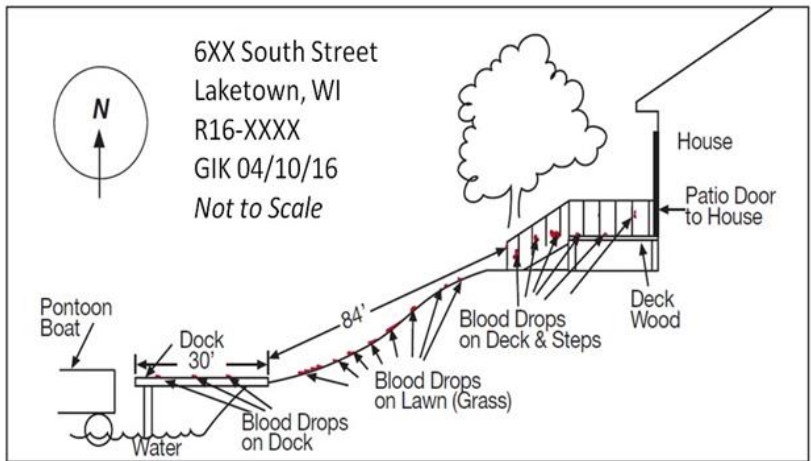 N
6XX South Street
Laketown, WI
R16-XXXX
GIK 04/10/16
Not to Scale
House
Patio Door
to House
Deck
Wood
Blood Drops
on Deck & Steps
84'
Pontoon
Boat
Dock
30'
Blood Drops
on Lawn (Grass)
Blood Drops
on Dock
Water